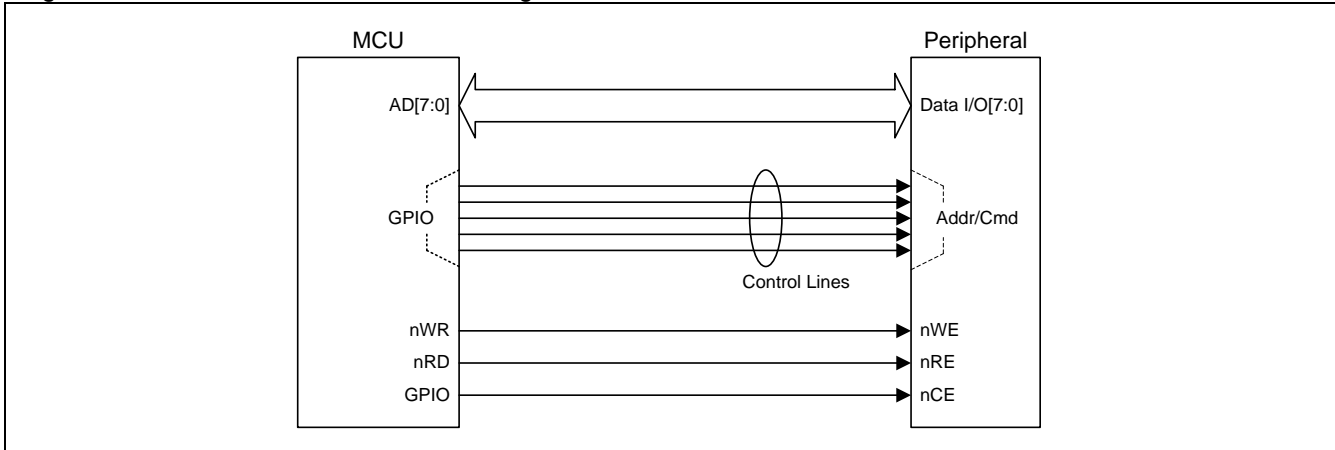 MCU Peripheral
AD[7:0] Data I/O[7:0]
GPIO Addr/Cmd
Control Lines
nWR nWE
nRD nRE
GPIO nCE